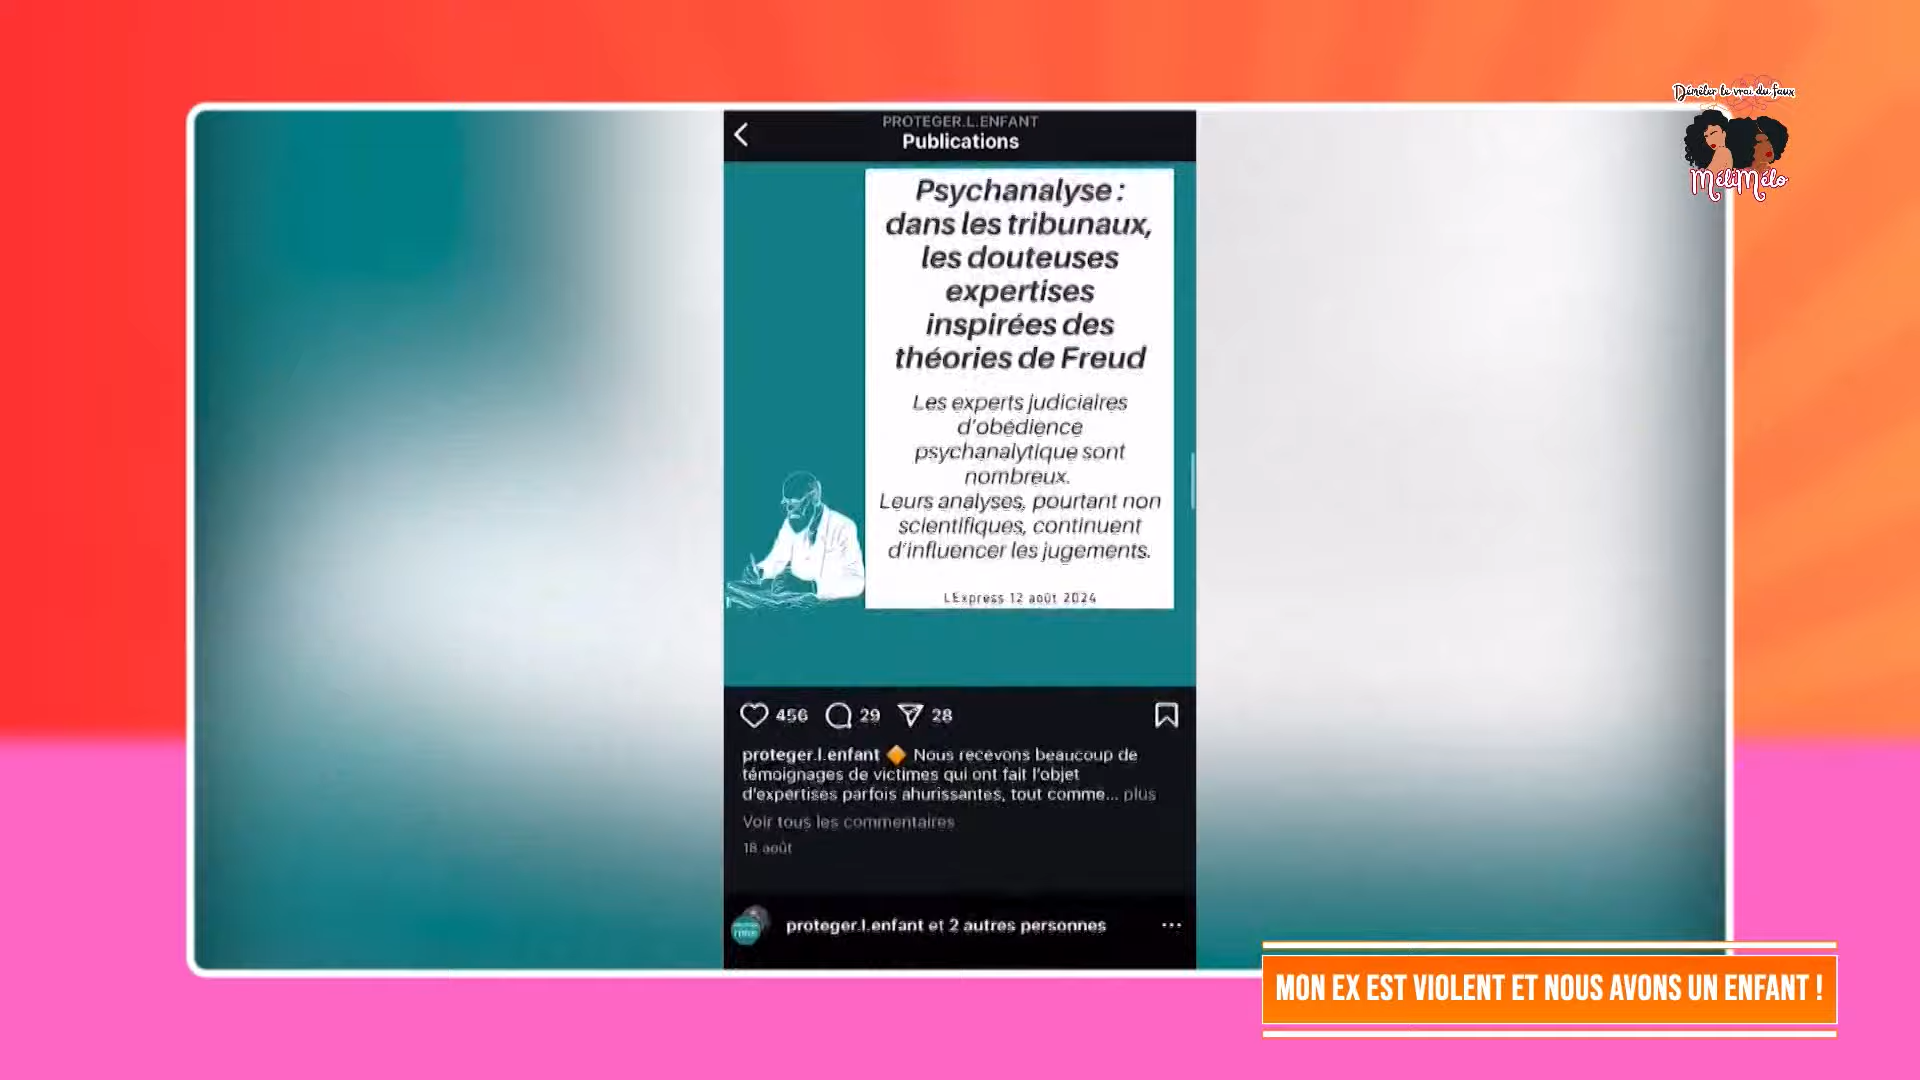 Démêler le vrai du faux
MéliMélo
PROTEGER.L.ENFANT
Publications
Psychanalyse :
dans les tribunaux,
les douteuses
expertises
inspirées des
théories de Freud
Les experts judiciaires
d'obédience
psychanalytique sont
nombreux.
Leurs analyses, pourtant non
scientifiques, continuent
d'influencer les jugements.
L'Express 12 août 2024
456 29 28
proteger.l.enfant 🔶 Nous recevons beaucoup de
témoignages de victimes qui ont fait l'objet
d'expertises parfois ahurissantes, tout comme... plus
Voir tous les commentaires
18 août
proteger.l.enfant et 2 autres personnes
MON EX EST VIOLENT ET NOUS AVONS UN ENFANT !